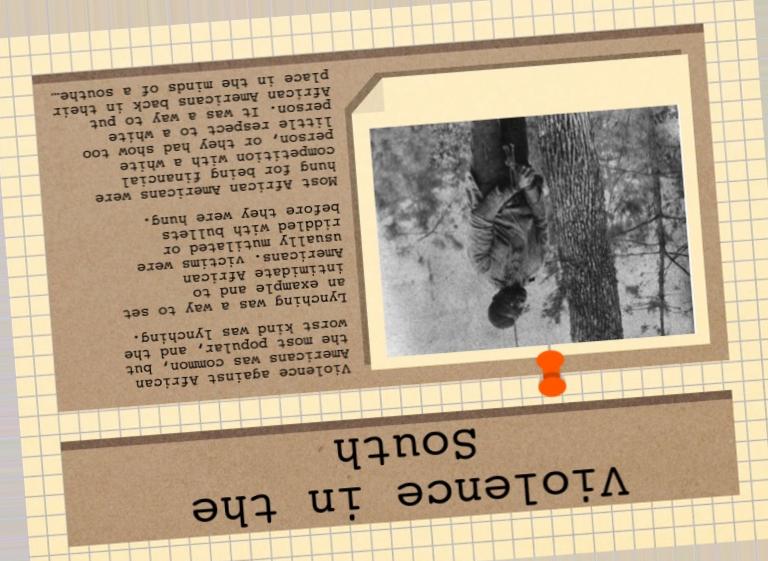 Violence in the
South
Violence against African
Americans was common, but
the most popular, and the
worst kind was lynching.
Lynching was a way to set
an example and to
intimidate African
Americans. victims were
usually mutilated or
riddled with bullets
before they were hung.
Most African Americans were
hung for being financial
competition with a white
person, or they had show too
little respect to a white
person. It was a way to put
African Americans back in their
place in the minds of a southe…